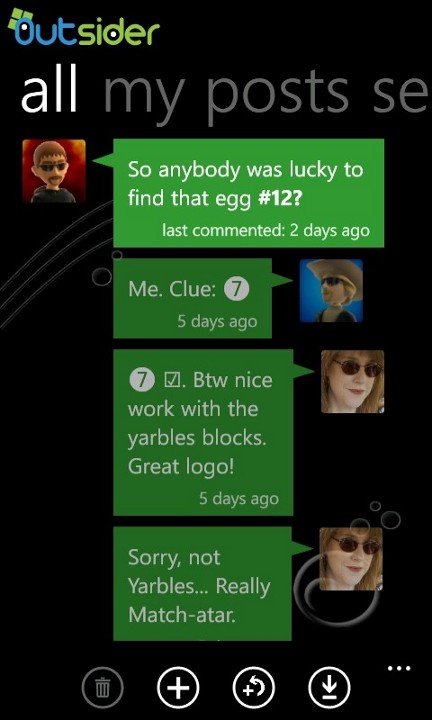 Outsider
all my posts se
So anybody was lucky to
find that egg #12?
last commented: 2 days ago
Me. Clue: 7
5 days ago
7 ☑. Btw nice
work with the
yarbles blocks.
Great logo!
5 days ago
Sorry, not
Yarbles... Really
Match-atar.